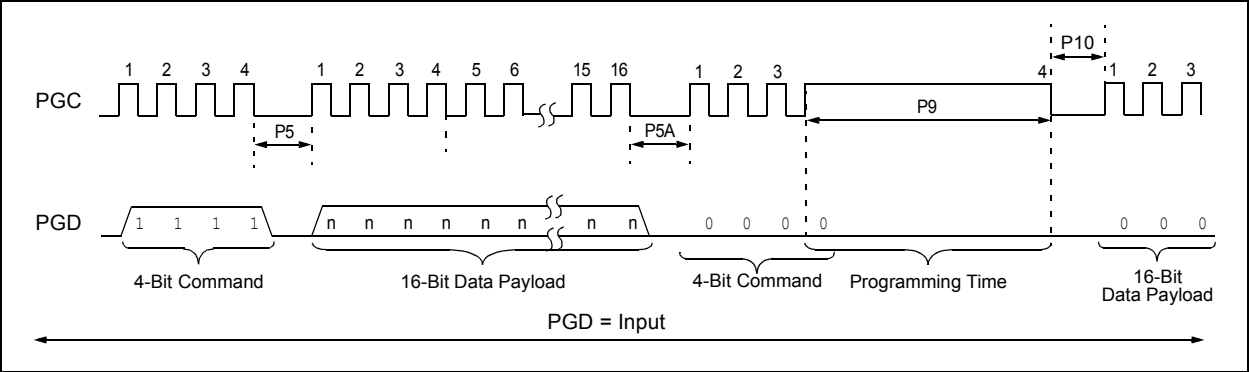 P10
1 2 3 4 1 2 3 4 5 6 15 16 1 2 3 4 1 2 3
PGC
P9
P5
P5A
PGD
1 1 1 1 n n n n n n n n 0 0 0 0 0 0 0
4-Bit Command 16-Bit Data Payload 4-Bit Command Programming Time 16-Bit
Data Payload
PGD = Input